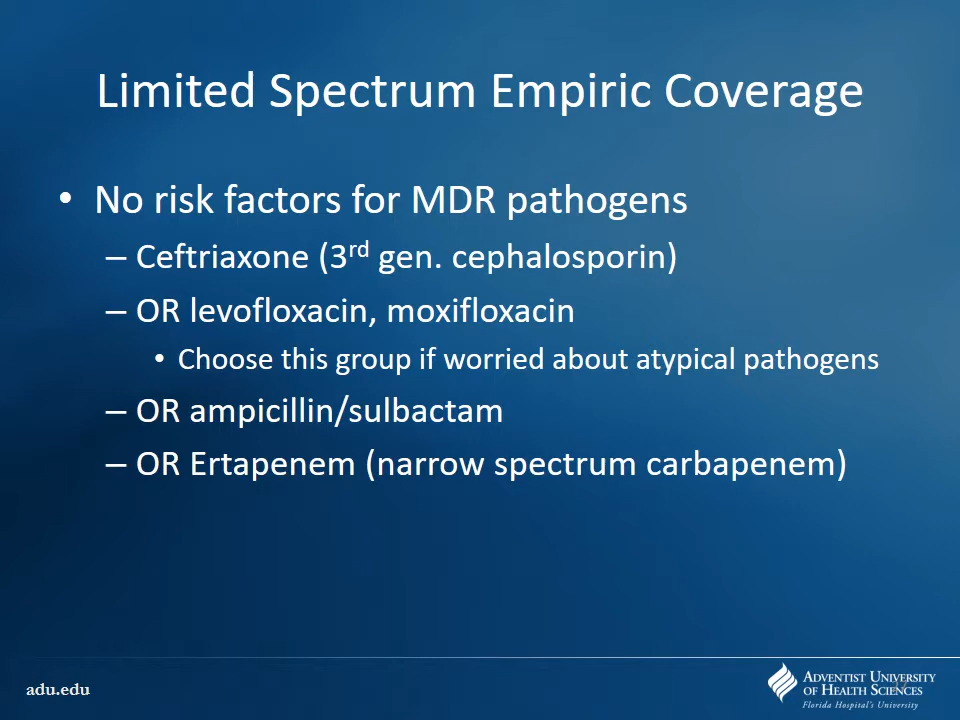 Limited Spectrum Empiric Coverage
• No risk factors for MDR pathogens
– Ceftriaxone (3rd gen. cephalosporin)
– OR levofloxacin, moxifloxacin
• Choose this group if worried about atypical pathogens
– OR ampicillin/sulbactam
– OR Ertapenem (narrow spectrum carbapenem)
adu.edu
ADVENTIST UNIVERSITY
OF HEALTH SCIENCES
Florida Hospital's University